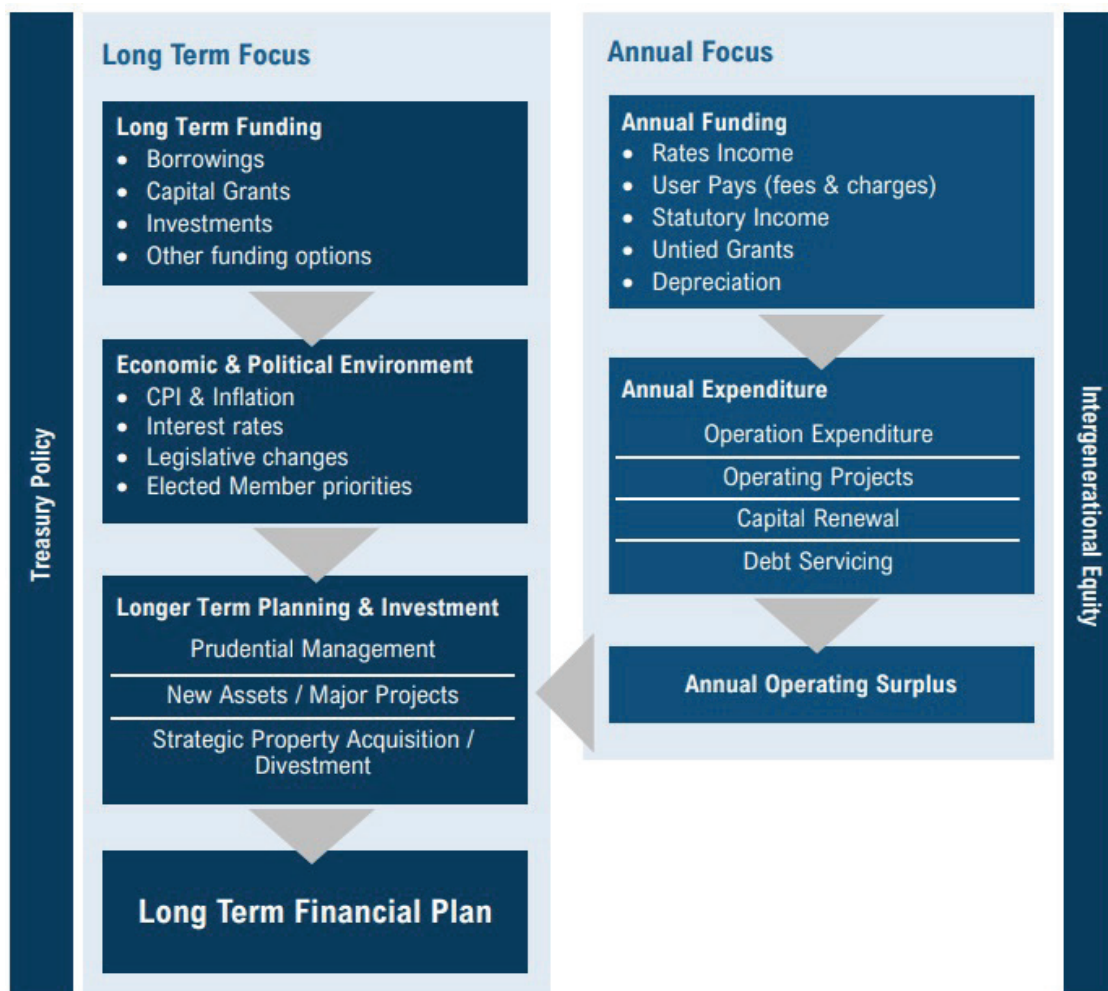 Treasury Policy
Long Term Focus
Long Term Funding
• Borrowings
• Capital Grants
• Investments
• Other funding options
Economic & Political Environment
• CPI & Inflation
• Interest rates
• Legislative changes
• Elected Member priorities
Longer Term Planning & Investment
Prudential Management
New Assets / Major Projects
Strategic Property Acquisition /
Divestment
Long Term Financial Plan
Annual Focus
Annual Funding
• Rates Income
• User Pays (fees & charges)
• Statutory Income
• Untied Grants
• Depreciation
Annual Expenditure
Operation Expenditure
Operating Projects
Capital Renewal
Debt Servicing
Annual Operating Surplus
Intergenerational Equity